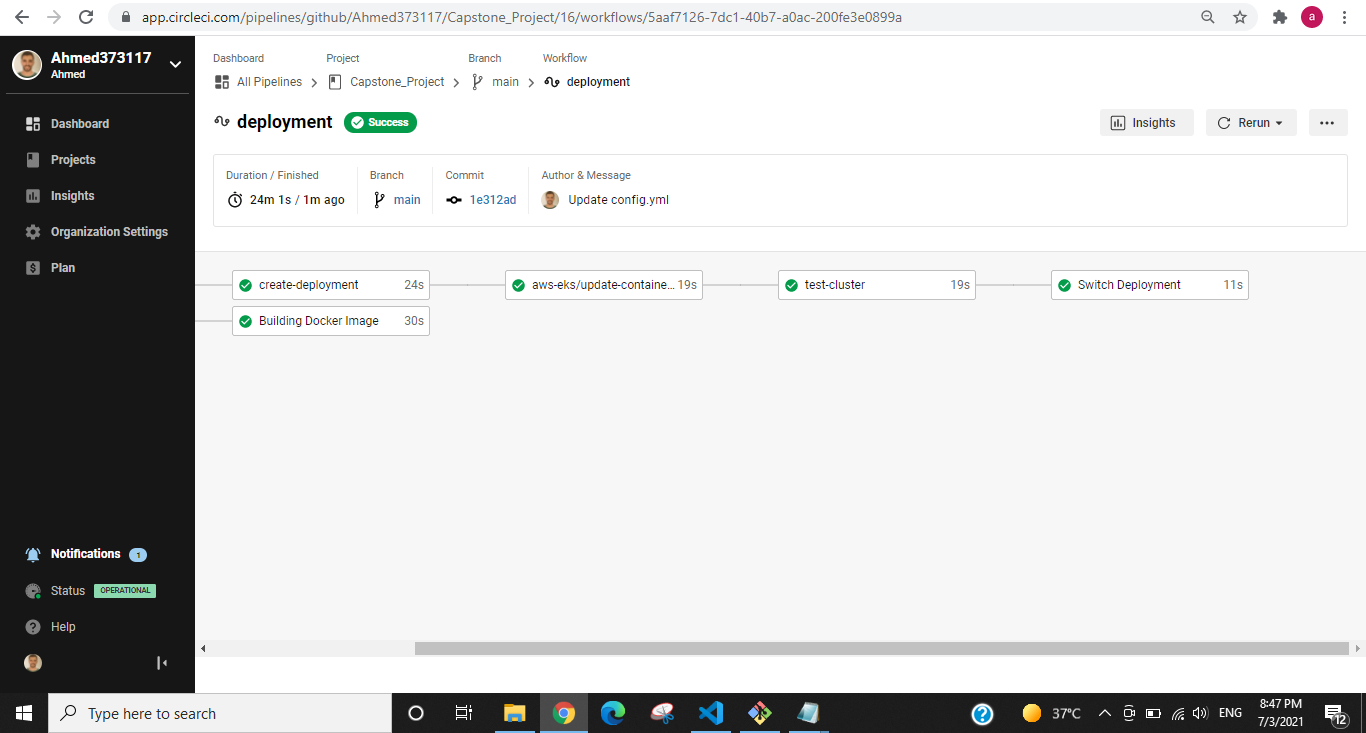 app.circleci.com/pipelines/github/Ahmed373117/Capstone_Project/16/workflows/5aaf7126-7dc1-40b7-a0ac-200fe3e0899a
a
Ahmed373117
Ahmed
Dashboard
Projects
Insights
Organization Settings
Plan
Notifications 1
Status OPERATIONAL
Help
Dashboard Project Branch Workflow
All Pipelines Capstone_Project main deployment
deployment Success
Insights Rerun
Duration / Finished Branch Commit Author & Message
24m 1s / 1m ago main 1e312ad Update config.yml
create-deployment 24s aws-eks/update-containe... 19s test-cluster 19s Switch Deployment 11s
Building Docker Image 30s
Type here to search
37°C ENG
8:47 PM
7/3/2021
12